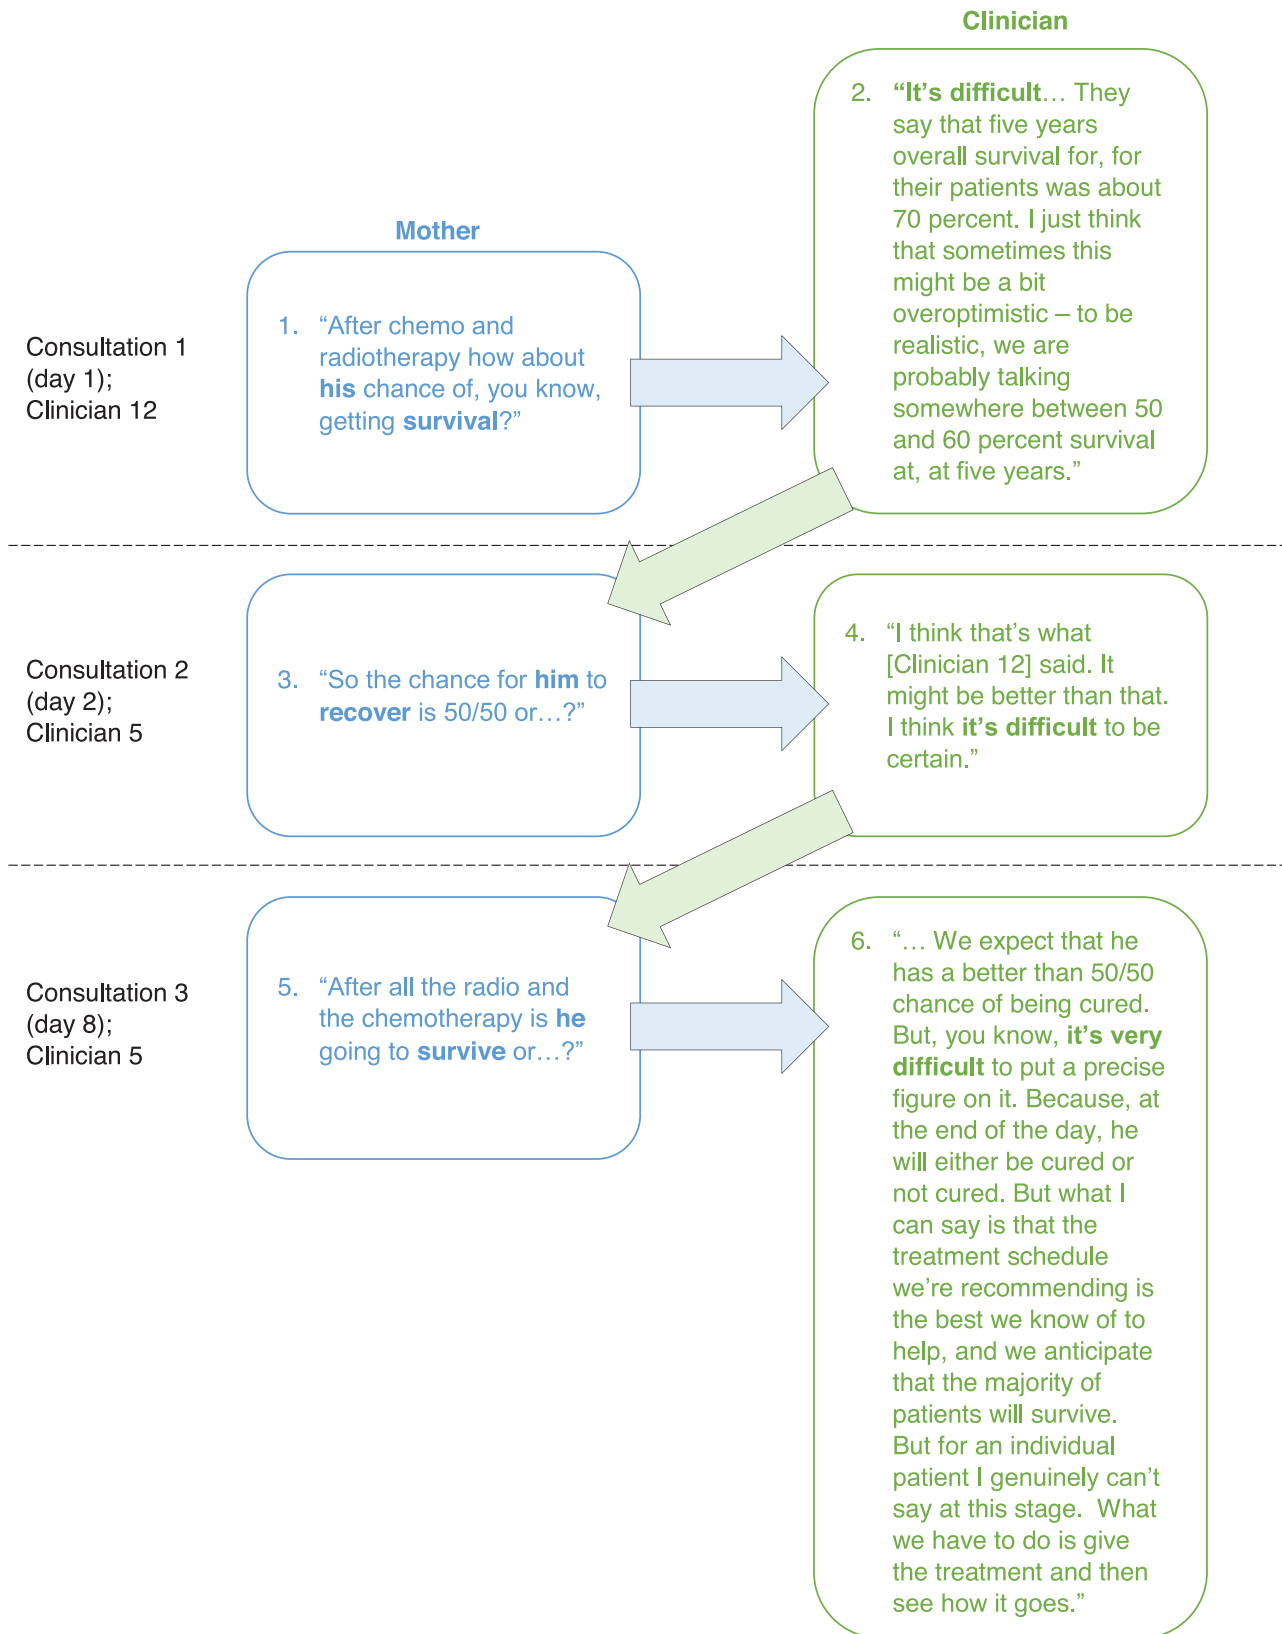 Clinician
Mother
Consultation 1
(day 1);
Clinician 12
1. “After chemo and
radiotherapy how about
his chance of, you know,
getting survival?”
2. “It’s difficult… They
say that five years
overall survival for, for
their patients was about
70 percent. I just think
that sometimes this
might be a bit
overoptimistic – to be
realistic, we are
probably talking
somewhere between 50
and 60 percent survival
at, at five years.”
Consultation 2
(day 2);
Clinician 5
3. “So the chance for him to
recover is 50/50 or…?”
4. “I think that’s what
[Clinician 12] said. It
might be better than that.
I think it’s difficult to be
certain.”
Consultation 3
(day 8);
Clinician 5
5. “After all the radio and
the chemotherapy is he
going to survive or…?”
6. “… We expect that he
has a better than 50/50
chance of being cured.
But, you know, it’s very
difficult to put a precise
figure on it. Because, at
the end of the day, he
will either be cured or
not cured. But what I
can say is that the
treatment schedule
we’re recommending is
the best we know of to
help, and we anticipate
that the majority of
patients will survive.
But for an individual
patient I genuinely can’t
say at this stage.  What
we have to do is give
the treatment and then
see how it goes.”